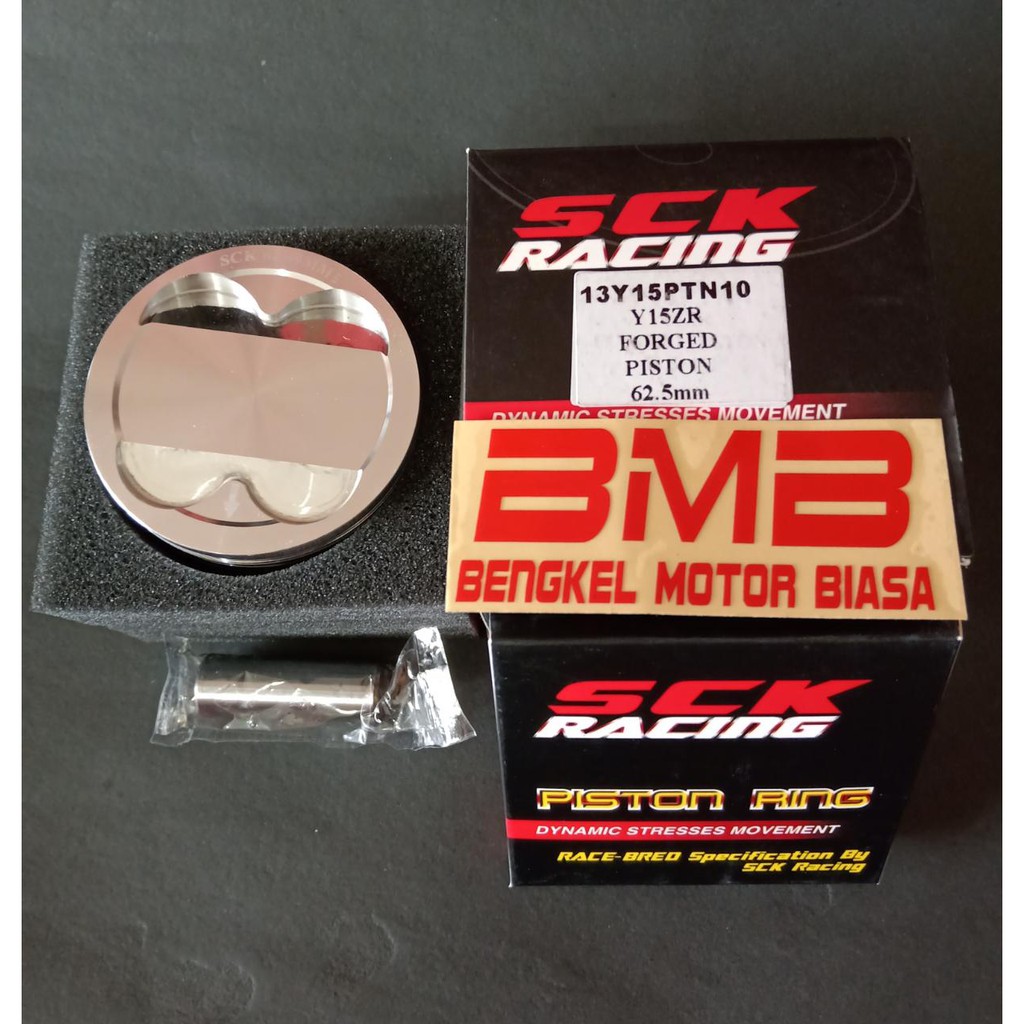 SCK
SCK
RACING
13Y15PTN10
Y15ZR
FORGED
PISTON
62.5mm
DYNAMIC STRESSES MOVEMENT
BMB
BENGKEL MOTOR BIASA
SCK
RACING
PISTON RING
DYNAMIC STRESSES MOVEMENT
RACE-BRED Specification By
SCK Racing